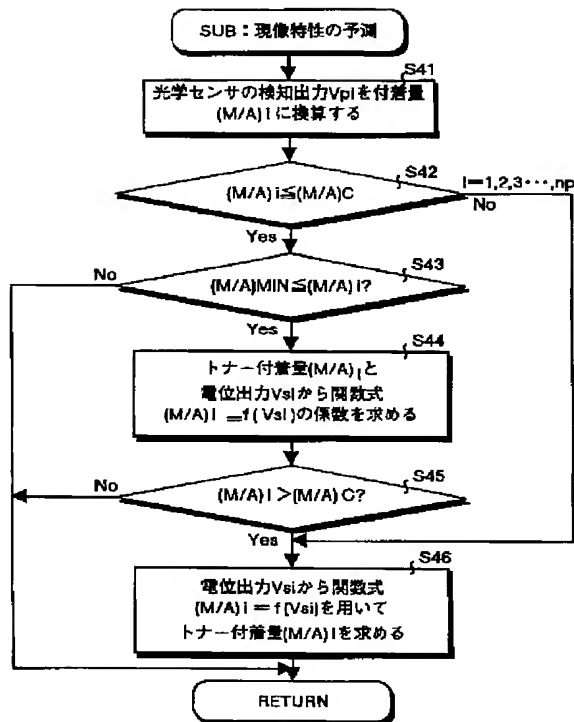 SUB：現像特性の予測
S41
光学センサの検知出力Vpiを付着量
(M/A) i に換算する
S42
i=1,2,3･･･,np
(M/A) i≦(M/A)C
No
Yes
S43
No
(M/A)MIN≦(M/A) i?
Yes
S44
トナー付着量(M/A) i と
電位出力Vsiから関数式
(M/A) i =f( Vsi)の係数を求める
S45
No
(M/A) i >(M/A) C?
Yes
S46
電位出力Vsiから関数式
(M/A) i = f(Vsi)を用いて
トナー付着量(M/A) i を求める
RETURN